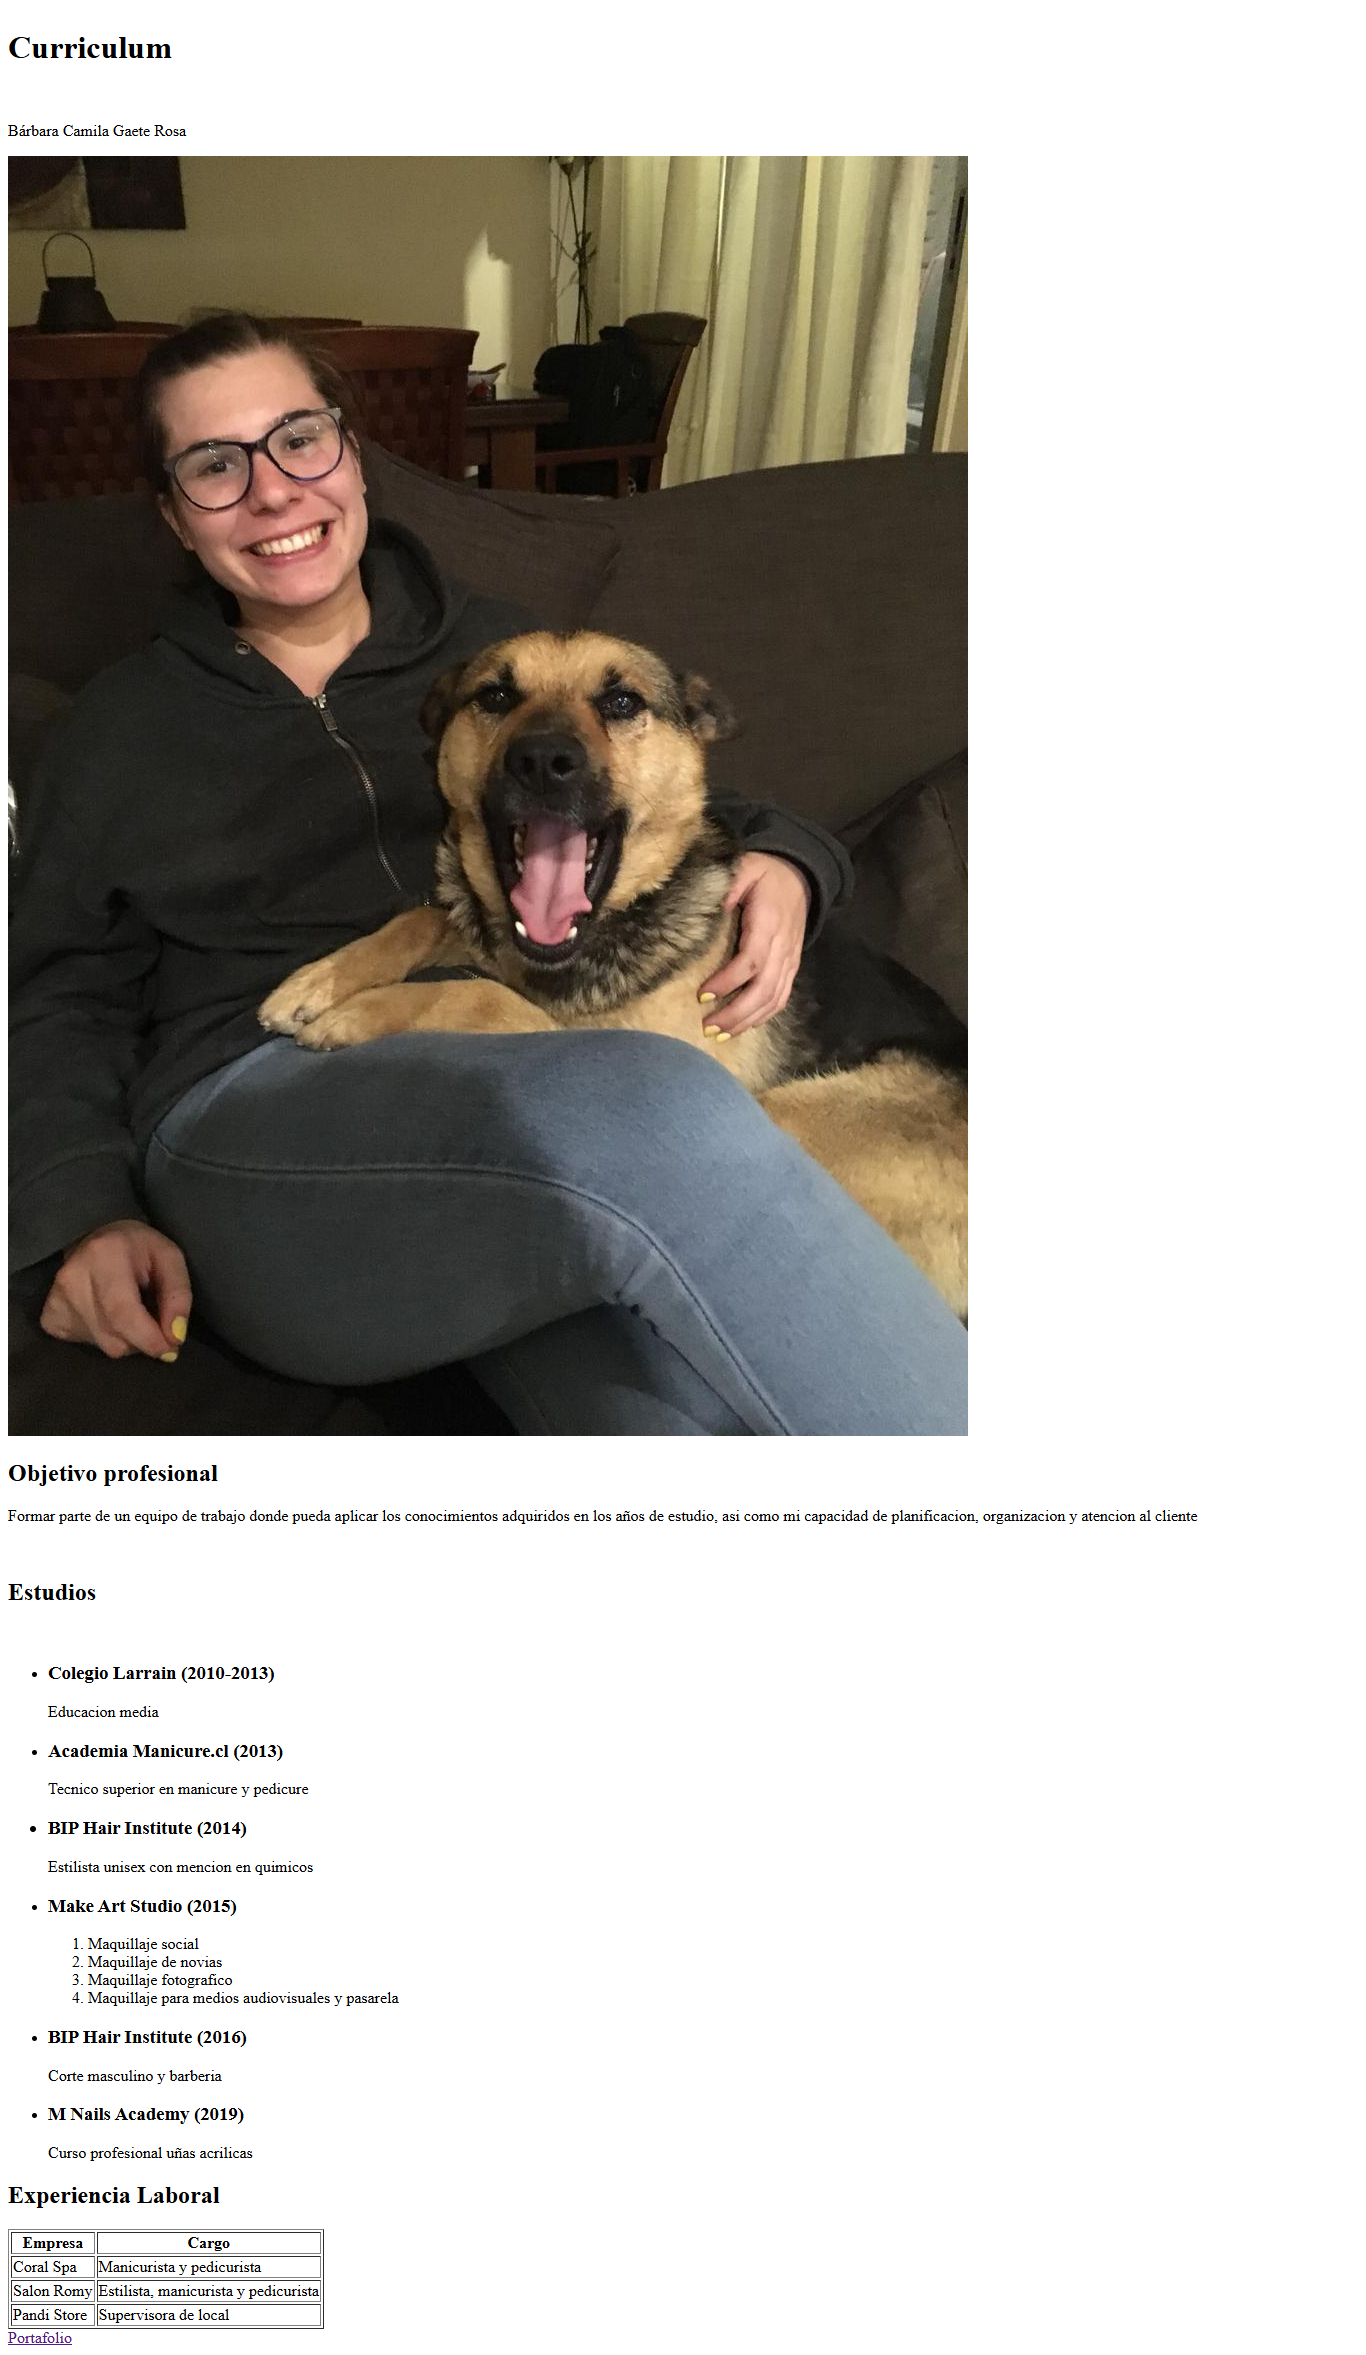 Curriculum
Bárbara Camila Gaete Rosa
Objetivo profesional
Formar parte de un equipo de trabajo donde pueda aplicar los conocimientos adquiridos en los años de estudio, asi como mi capacidad de planificacion, organizacion y atencion al cliente
Estudios
• Colegio Larrain (2010-2013)
Educacion media
• Academia Manicure.cl (2013)
Tecnico superior en manicure y pedicure
• BIP Hair Institute (2014)
Estilista unisex con mencion en quimicos
• Make Art Studio (2015)
1. Maquillaje social
2. Maquillaje de novias
3. Maquillaje fotografico
4. Maquillaje para medios audiovisuales y pasarela
• BIP Hair Institute (2016)
Corte masculino y barberia
• M Nails Academy (2019)
Curso profesional uñas acrilicas
Experiencia Laboral
Empresa Cargo
Coral Spa Manicurista y pedicurista
Salon Romy Estilista, manicurista y pedicurista
Pandi Store Supervisora de local
Portafolio